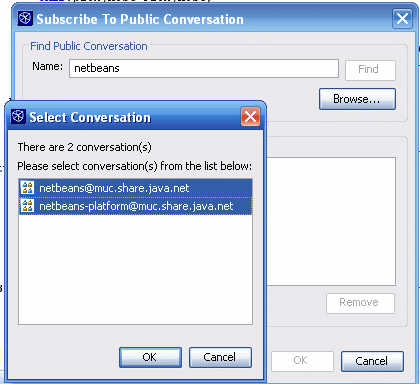 Subscribe To Public Conversation
Find Public Conversation
Name: netbeans Find
Browse...
Select Conversation
There are 2 conversation(s)
Please select conversation(s) from the list below:
netbeans@muc.share.java.net
netbeans-platform@muc.share.java.net
Remove
OK Cancel
OK Cancel